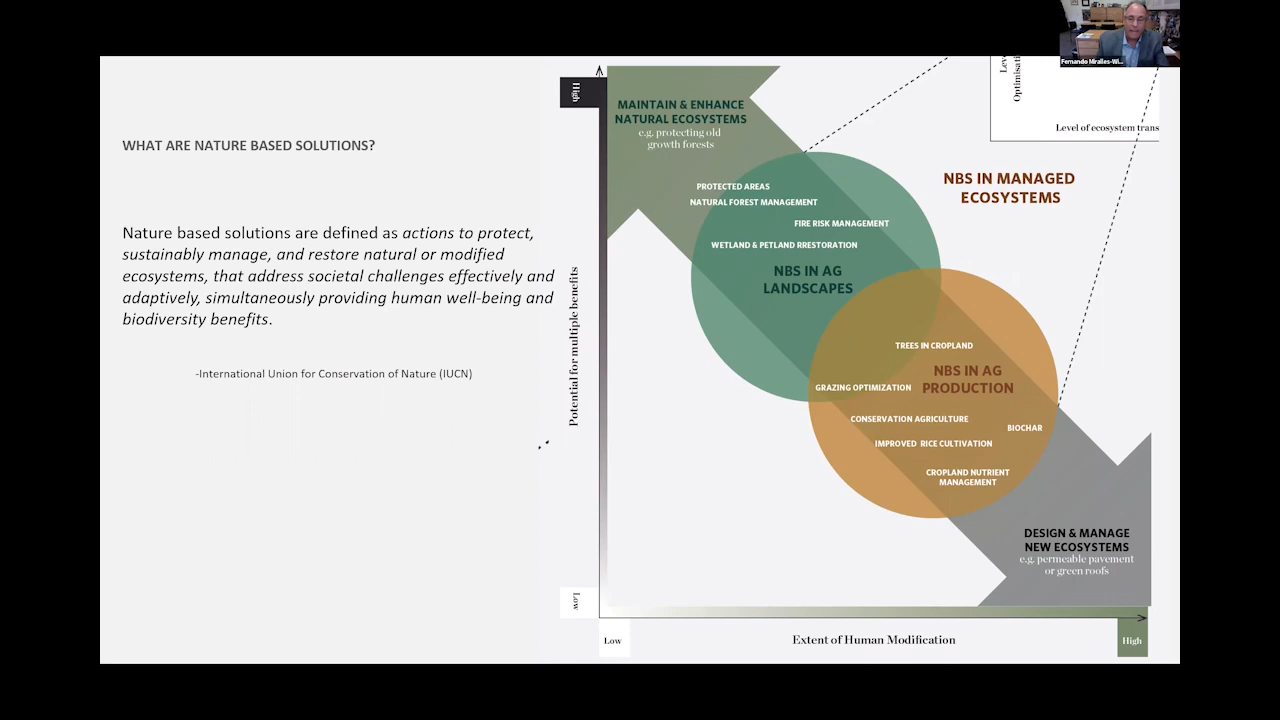 Fernando Miralles-Wi...
WHAT ARE NATURE BASED SOLUTIONS?
Nature based solutions are defined as actions to protect,
sustainably manage, and restore natural or modified
ecosystems, that address societal challenges effectively and
adaptively, simultaneously providing human well-being and
biodiversity benefits.
-International Union for Conservation of Nature (IUCN)
High
Potential for multiple benefits
Low
MAINTAIN & ENHANCE
NATURAL ECOSYSTEMS
e.g. protecting old
growth forests
PROTECTED AREAS
NATURAL FOREST MANAGEMENT
FIRE RISK MANAGEMENT
WETLAND & PETLAND RRESTORATION
NBS IN AG
LANDSCAPES
Optimisati
Level of ecosystem trans
NBS IN MANAGED
ECOSYSTEMS
TREES IN CROPLAND
NBS IN AG
PRODUCTION
GRAZING OPTIMIZATION
CONSERVATION AGRICULTURE
BIOCHAR
IMPROVED RICE CULTIVATION
CROPLAND NUTRIENT
MANAGEMENT
DESIGN & MANAGE
NEW ECOSYSTEMS
e.g. permeable pavement
or green roofs
Low
Extent of Human Modification
High